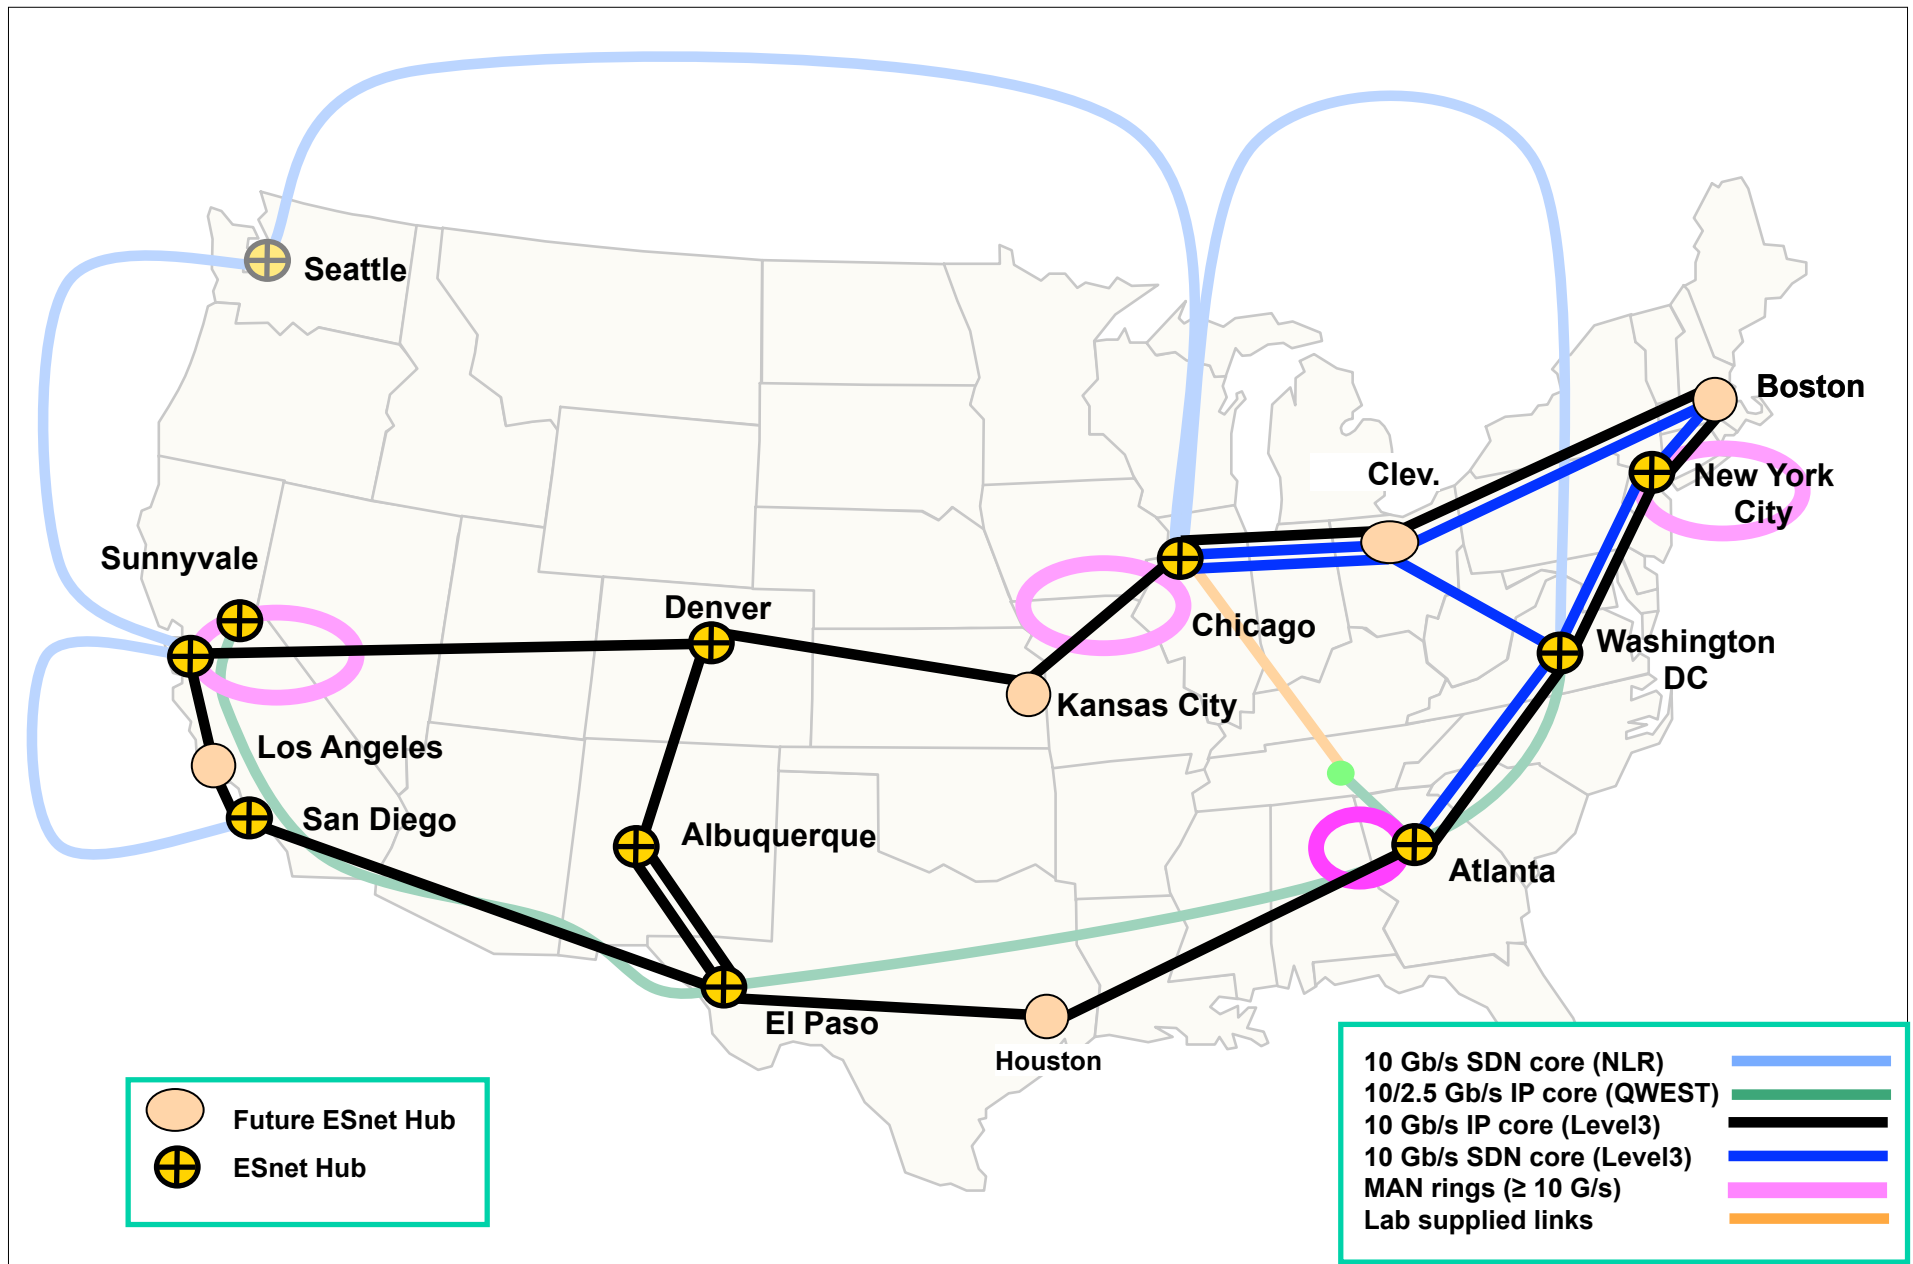 Seattle
Boston
Clev.
New York
City
Sunnyvale
Denver
Chicago
Washington
DC
Kansas City
Los Angeles
San Diego
Albuquerque
Atlanta
El Paso
Houston
Future ESnet Hub
ESnet Hub
10 Gb/s SDN core (NLR)
10/2.5 Gb/s IP core (QWEST)
10 Gb/s IP core (Level3)
10 Gb/s SDN core (Level3)
MAN rings (≥ 10 G/s)
Lab supplied links